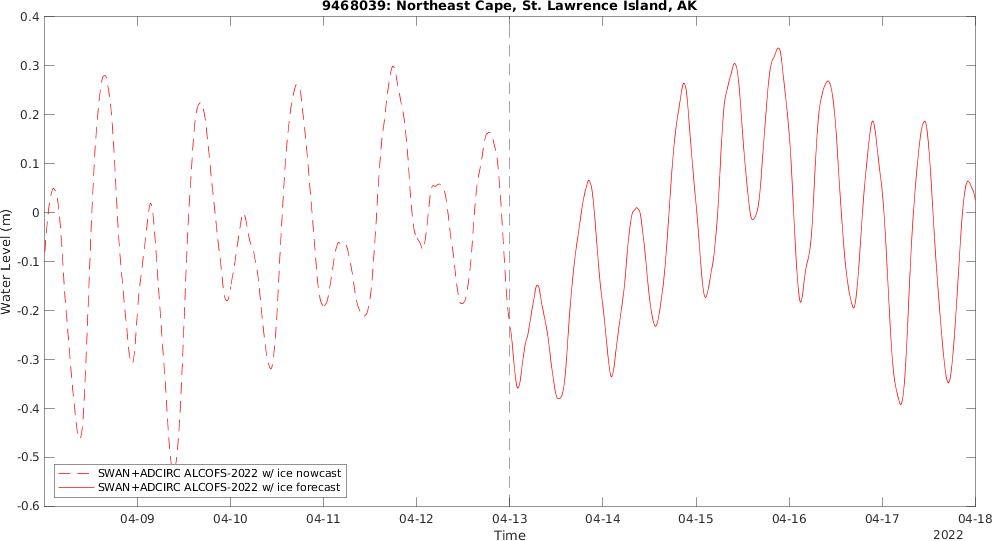 9468039: Northeast Cape, St. Lawrence Island, AK
0.4
0.3
0.2
0.1
0
-0.1
-0.2
-0.3
-0.4
-0.5
-0.6
Water Level (m)
SWAN+ADCIRC ALCOFS-2022 w/ ice nowcast
SWAN+ADCIRC ALCOFS-2022 w/ ice forecast
04-09 04-10 04-11 04-12 04-13 04-14 04-15 04-16 04-17 04-18
Time
2022